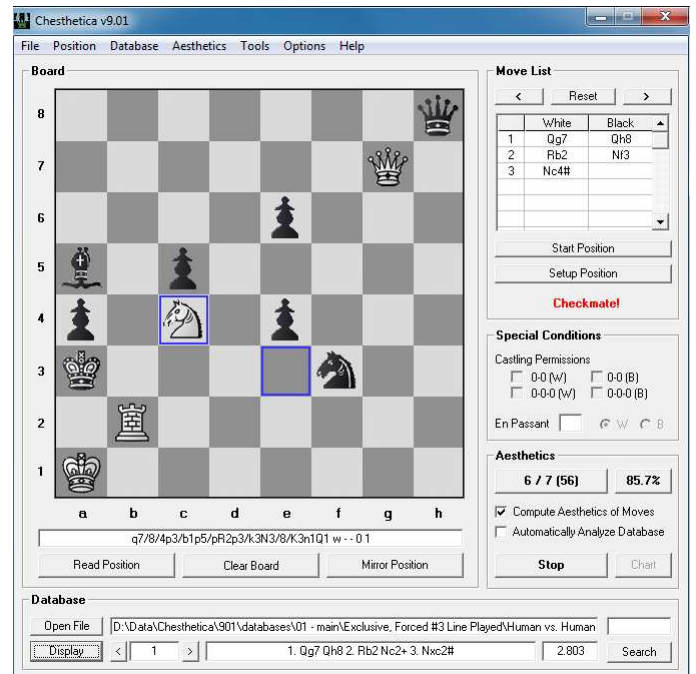 Chesthetica v9.01
File Position Database Aesthetics Tools Options Help
Board
8
7
6
5
4
3
2
1
a b c d e f g h
q7/8/4p3/b1p5/pR2p3/k3N3/8/K3n1Q1 w - - 0 1
Read Position Clear Board Mirror Position
Move List
< Reset >
White Black
1 Qg7 Qh8
2 Rb2 Nf3
3 Nc4#
Start Position
Setup Position
Checkmate!
Special Conditions
Castling Permissions
0-0 (W) 0-0 (B)
0-0-0 (W) 0-0-0 (B)
En Passant W B
Aesthetics
6 / 7 (56) 85.7%
Compute Aesthetics of Moves
Automatically Analyze Database
Stop Chart
Database
Open File D:\Data\Chesthetica\901\databases\01 - main\Exclusive, Forced #3 Line Played\Human vs. Human
Display < 1 > 1. Qg7 Qh8 2. Rb2 Nc2+ 3. Nxc2# 2.803 Search